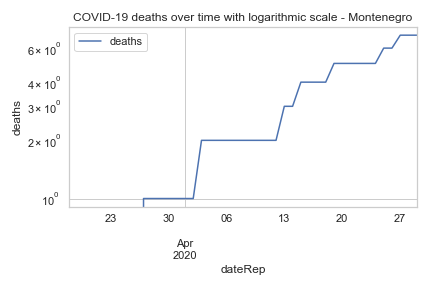 COVID-19 deaths over time with logarithmic scale - Montenegro
deaths
6 × 10⁰
4 × 10⁰
3 × 10⁰
2 × 10⁰
10⁰
deaths
23 30 06 13 20 27
Apr
2020
dateRep